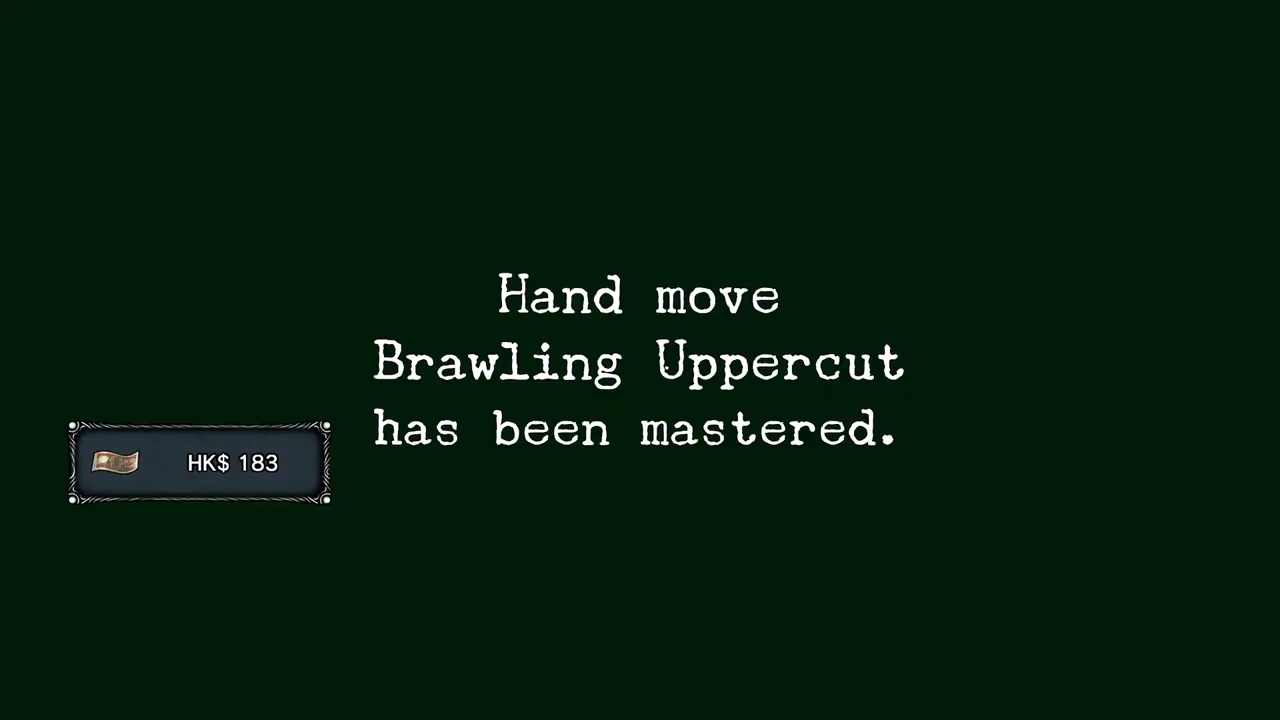 Hand move
Brawling Uppercut
has been mastered.
HK$ 183